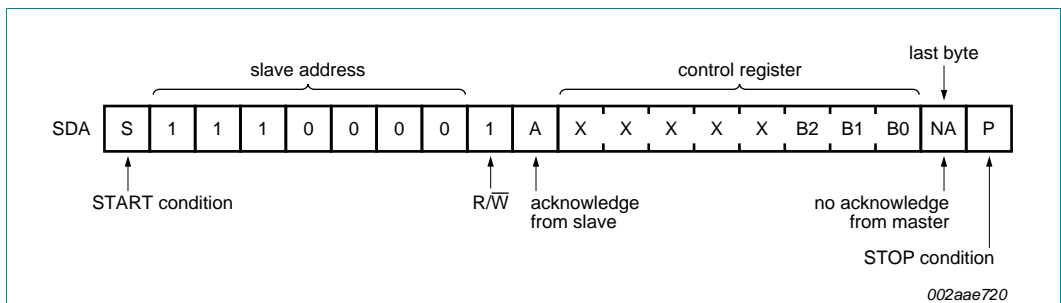 last byte
slave address control register
SDA S 1 1 1 0 0 0 0 1 A X X X X X B2 B1 B0 NA P
START condition R/W̅ acknowledge from slave no acknowledge from master
STOP condition
002aae720